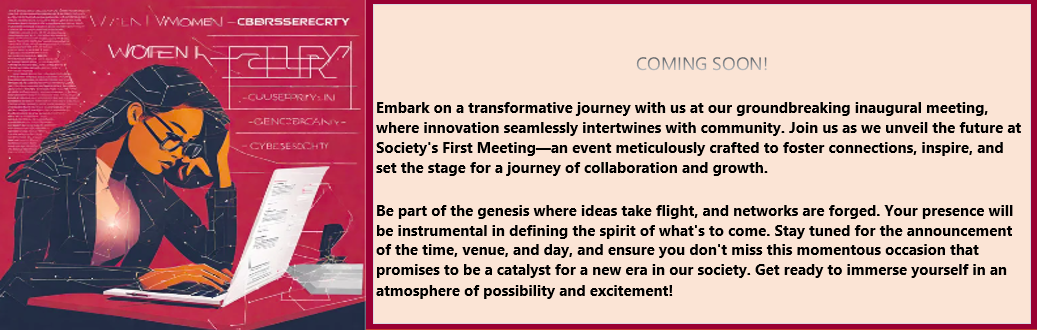 WOMEN
CBERSSERECRTY
WOTEN I
COMING SOON!
Embark on a transformative journey with us at our groundbreaking inaugural meeting,
where innovation seamlessly intertwines with community. Join us as we unveil the future at
Society's First Meeting—an event meticulously crafted to foster connections, inspire, and
set the stage for a journey of collaboration and growth.
Be part of the genesis where ideas take flight, and networks are forged. Your presence will
be instrumental in defining the spirit of what's to come. Stay tuned for the announcement
of the time, venue, and day, and ensure you don't miss this momentous occasion that
promises to be a catalyst for a new era in our society. Get ready to immerse yourself in an
atmosphere of possibility and excitement!